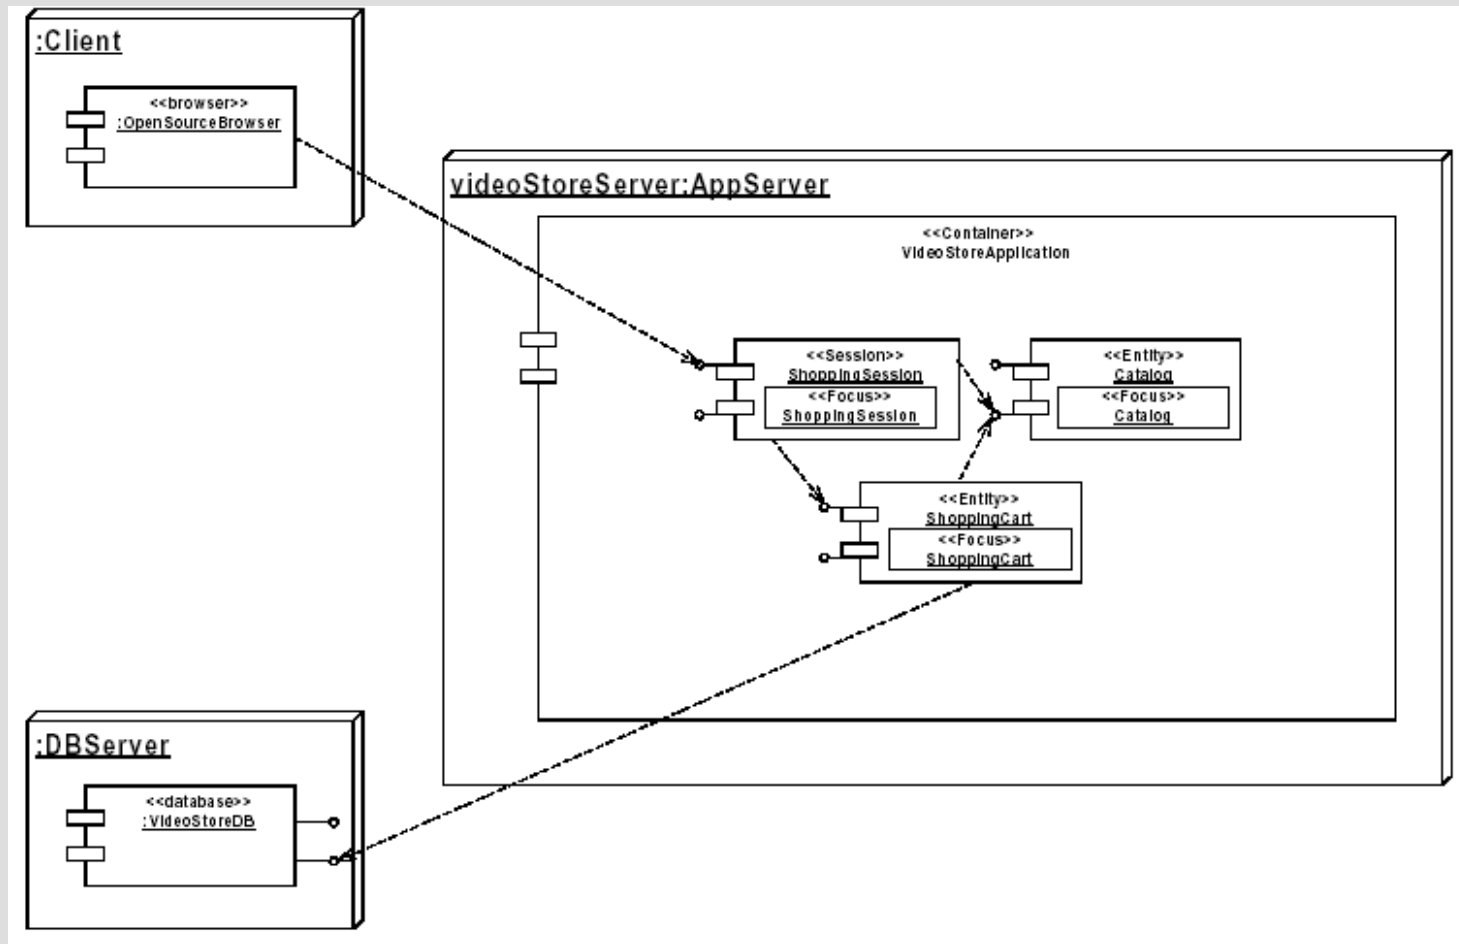 :Client
<<browser>>
:OpenSourceBrowser
videoStoreServer:AppServer
<<Container>>
VideoStoreApplication
<<Session>>
ShoppingSession
<<Focus>>
ShoppingSession
<<Entity>>
Catalog
<<Focus>>
Catalog
<<Entity>>
ShoppingCart
<<Focus>>
ShoppingCart
:DBServer
<<database>>
:VideoStoreDB